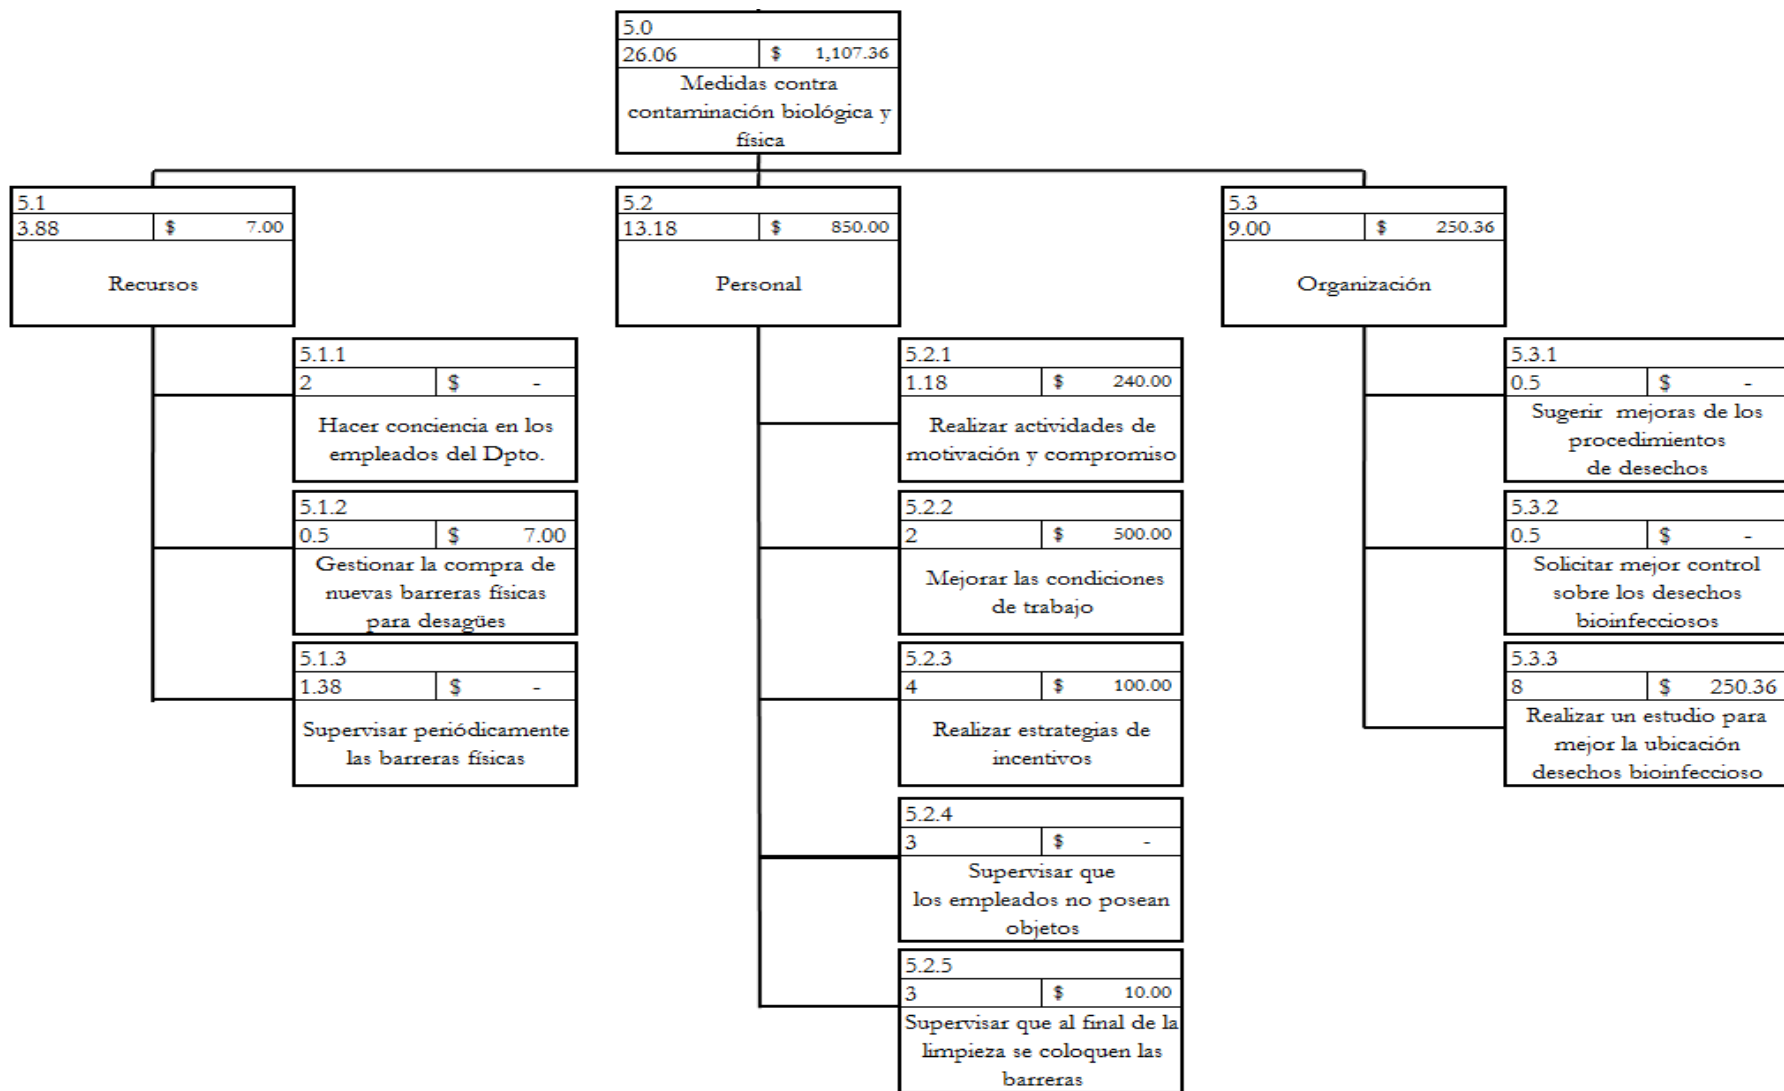 5.0
26.06 $ 1,107.36
Medidas contra
contaminación biológica y
física
5.1
3.88 $ 7.00
Recursos
5.1.1
2 $ -
Hacer conciencia en los
empleados del Dpto.
5.1.2
0.5 $ 7.00
Gestionar la compra de
nuevas barreras físicas
para desagües
5.1.3
1.38 $ -
Supervisar periódicamente
las barreras físicas
5.2
13.18 $ 850.00
Personal
5.2.1
1.18 $ 240.00
Realizar actividades de
motivación y compromiso
5.2.2
2 $ 500.00
Mejorar las condiciones
de trabajo
5.2.3
4 $ 100.00
Realizar estrategias de
incentivos
5.2.4
3 $ -
Supervisar que
los empleados no posean
objetos
5.2.5
3 $ 10.00
Supervisar que al final de la
limpieza se coloquen las
barreras
5.3
9.00 $ 250.36
Organización
5.3.1
0.5 $ -
Sugerir mejoras de los
procedimientos
de desechos
5.3.2
0.5 $ -
Solicitar mejor control
sobre los desechos
bioinfecciosos
5.3.3
8 $ 250.36
Realizar un estudio para
mejor la ubicación
desechos bioinfeccioso